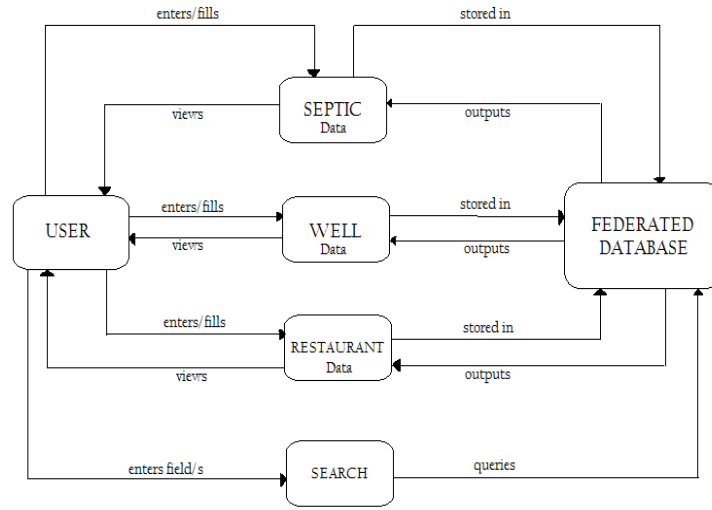 enters/fills
stored in
SEPTIC
Data
views
outputs
USER
enters/fills
views
WELL
Data
stored in
outputs
FEDERATED
DATABASE
enters/fills
views
RESTAURANT
Data
stored in
outputs
enters field/s
SEARCH
queries